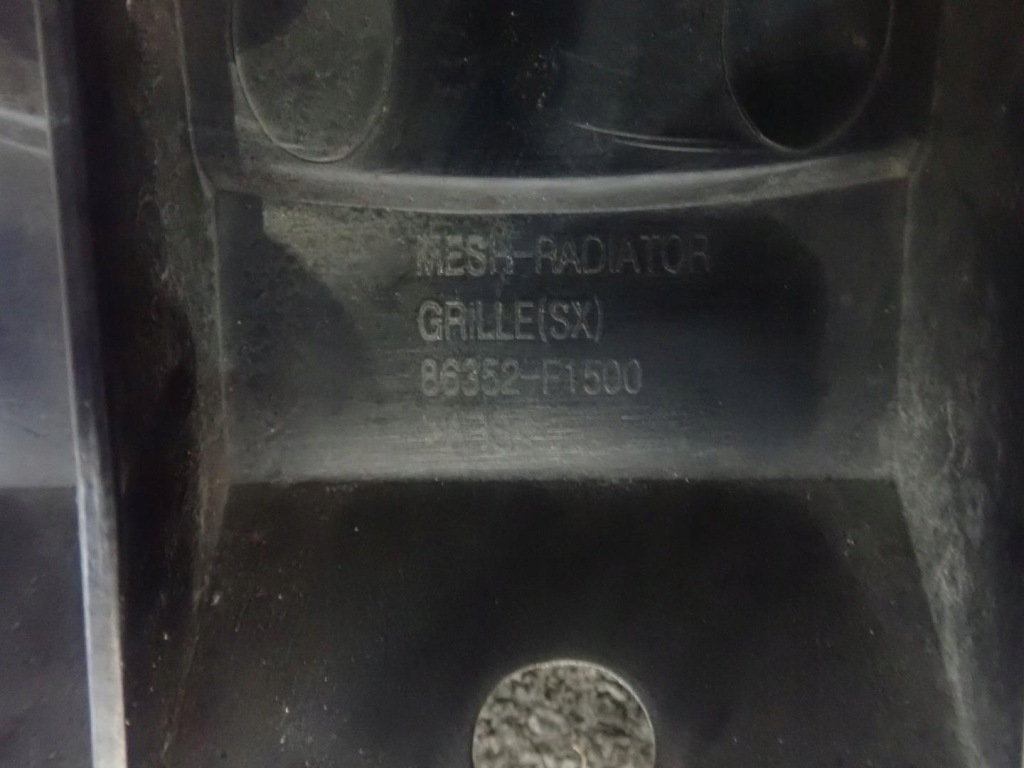 MESH-RADIATOR
GRILLE(SX)
86352-F1500